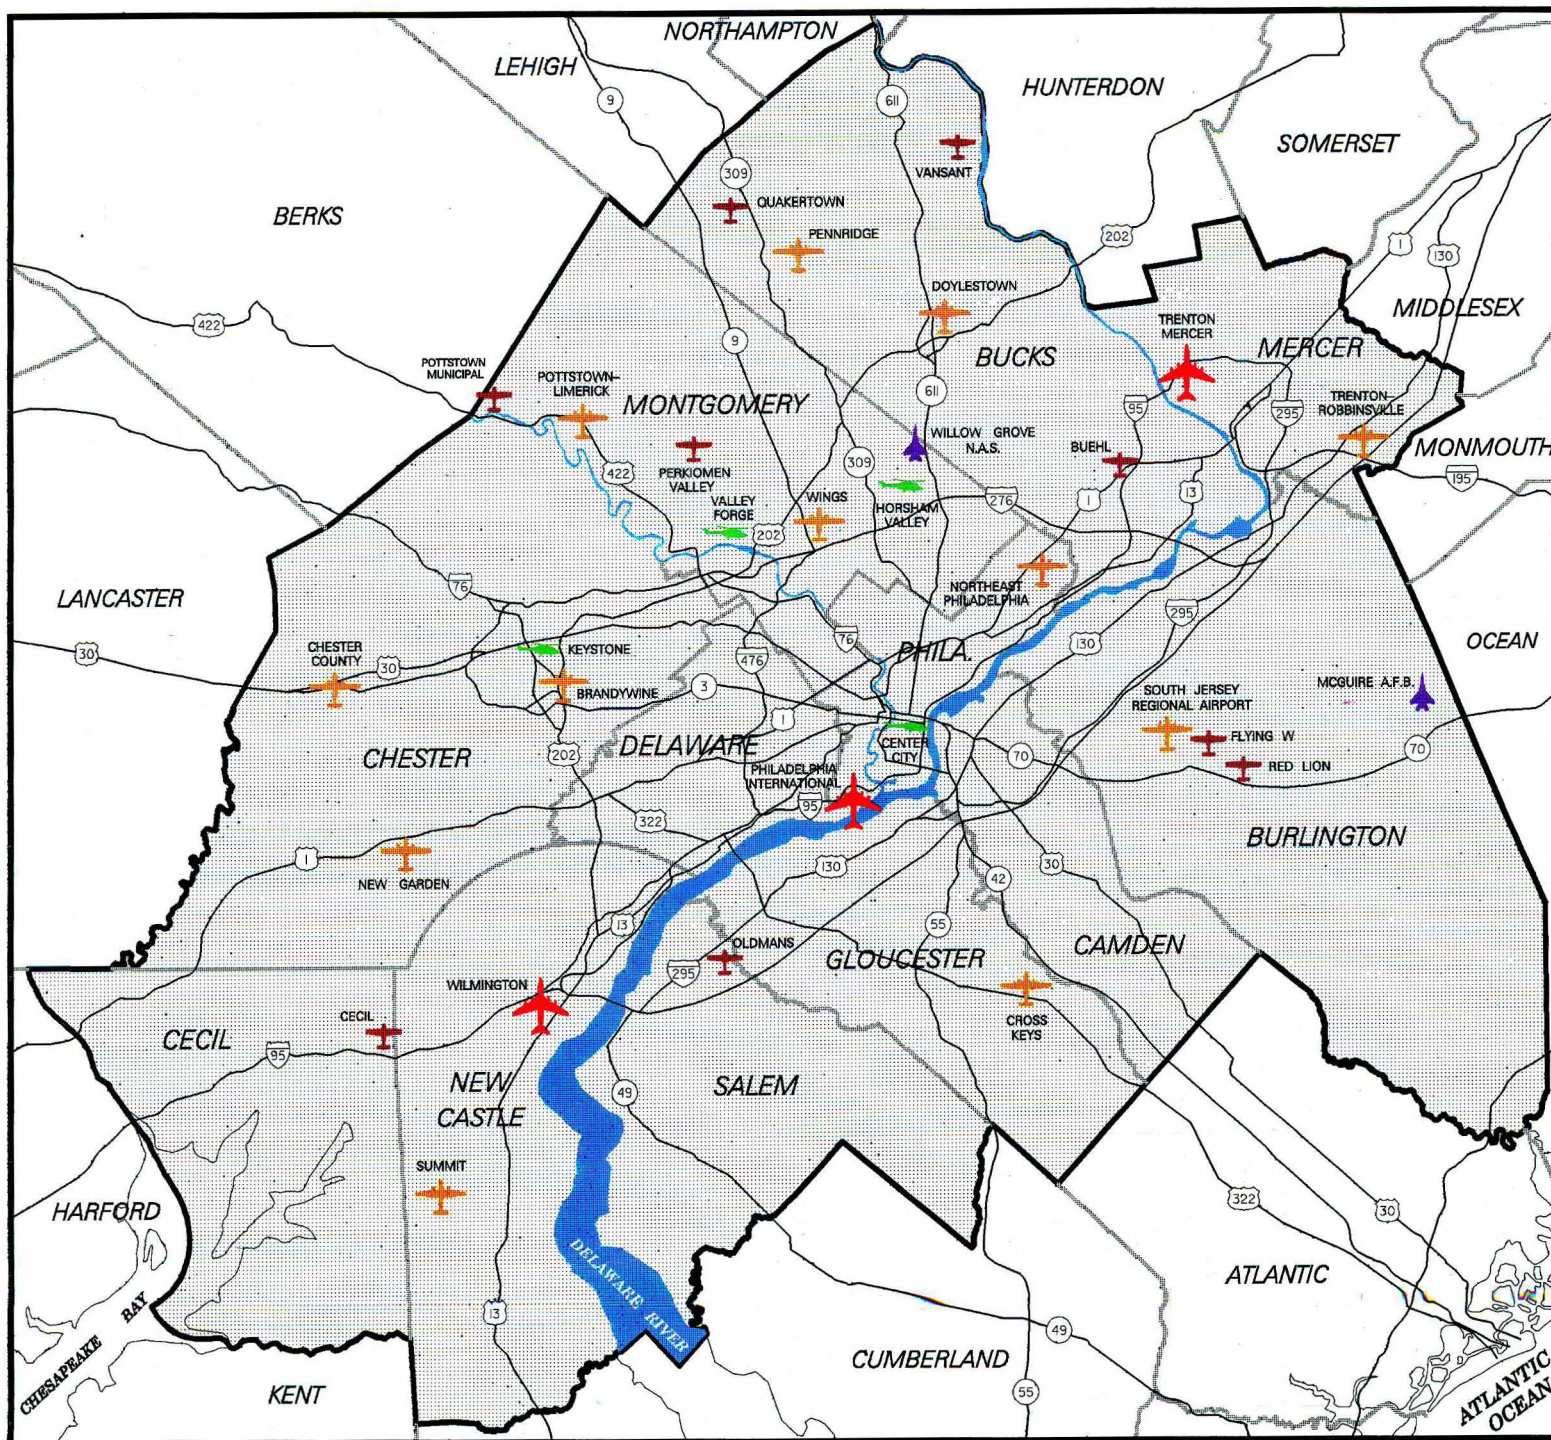 NORTHAMPTON
LEHIGH
HUNTERDON
9
611
SOMERSET
VANSANT
309
QUAKERTOWN
BERKS
PENNRIDGE
202
1
130
DOYLESTOWN
MIDDLESEX
422
TRENTON
MERCER
9
BUCKS
MERCER
POTTSTOWN
MUNICIPAL
POTTSTOWN-
LIMERICK
MONTGOMERY
611
95
295
TRENTON-
ROBBINSVILLE
WILLOW GROVE
N.A.S.
BUEHL
MONMOUTH
422
PERKIOMEN
VALLEY
309
195
VALLEY
FORGE
WINGS
HORSHAM
VALLEY
276
1
13
202
76
NORTHEAST
PHILADELPHIA
LANCASTER
295
30
CHESTER
COUNTY
30
KEYSTONE
76
PHILA.
130
OCEAN
476
BRANDYWINE
3
MCGUIRE A.F.B.
SOUTH JERSEY
REGIONAL AIRPORT
1
FLYING W
RED LION
CHESTER
202
DELAWARE
CENTER
CITY
70
70
PHILADELPHIA
INTERNATIONAL
95
322
BURLINGTON
1
NEW GARDEN
130
42
30
13
55
OLDMANS
CAMDEN
295
GLOUCESTER
WILMINGTON
CECIL
CROSS
KEYS
CECIL
95
NEW
CASTLE
49
SALEM
SUMMIT
HARFORD
322
30
DELAWARE RIVER
ATLANTIC
13
CHESAPEAKE BAY
49
KENT
CUMBERLAND
55
ATLANTIC
OCEAN